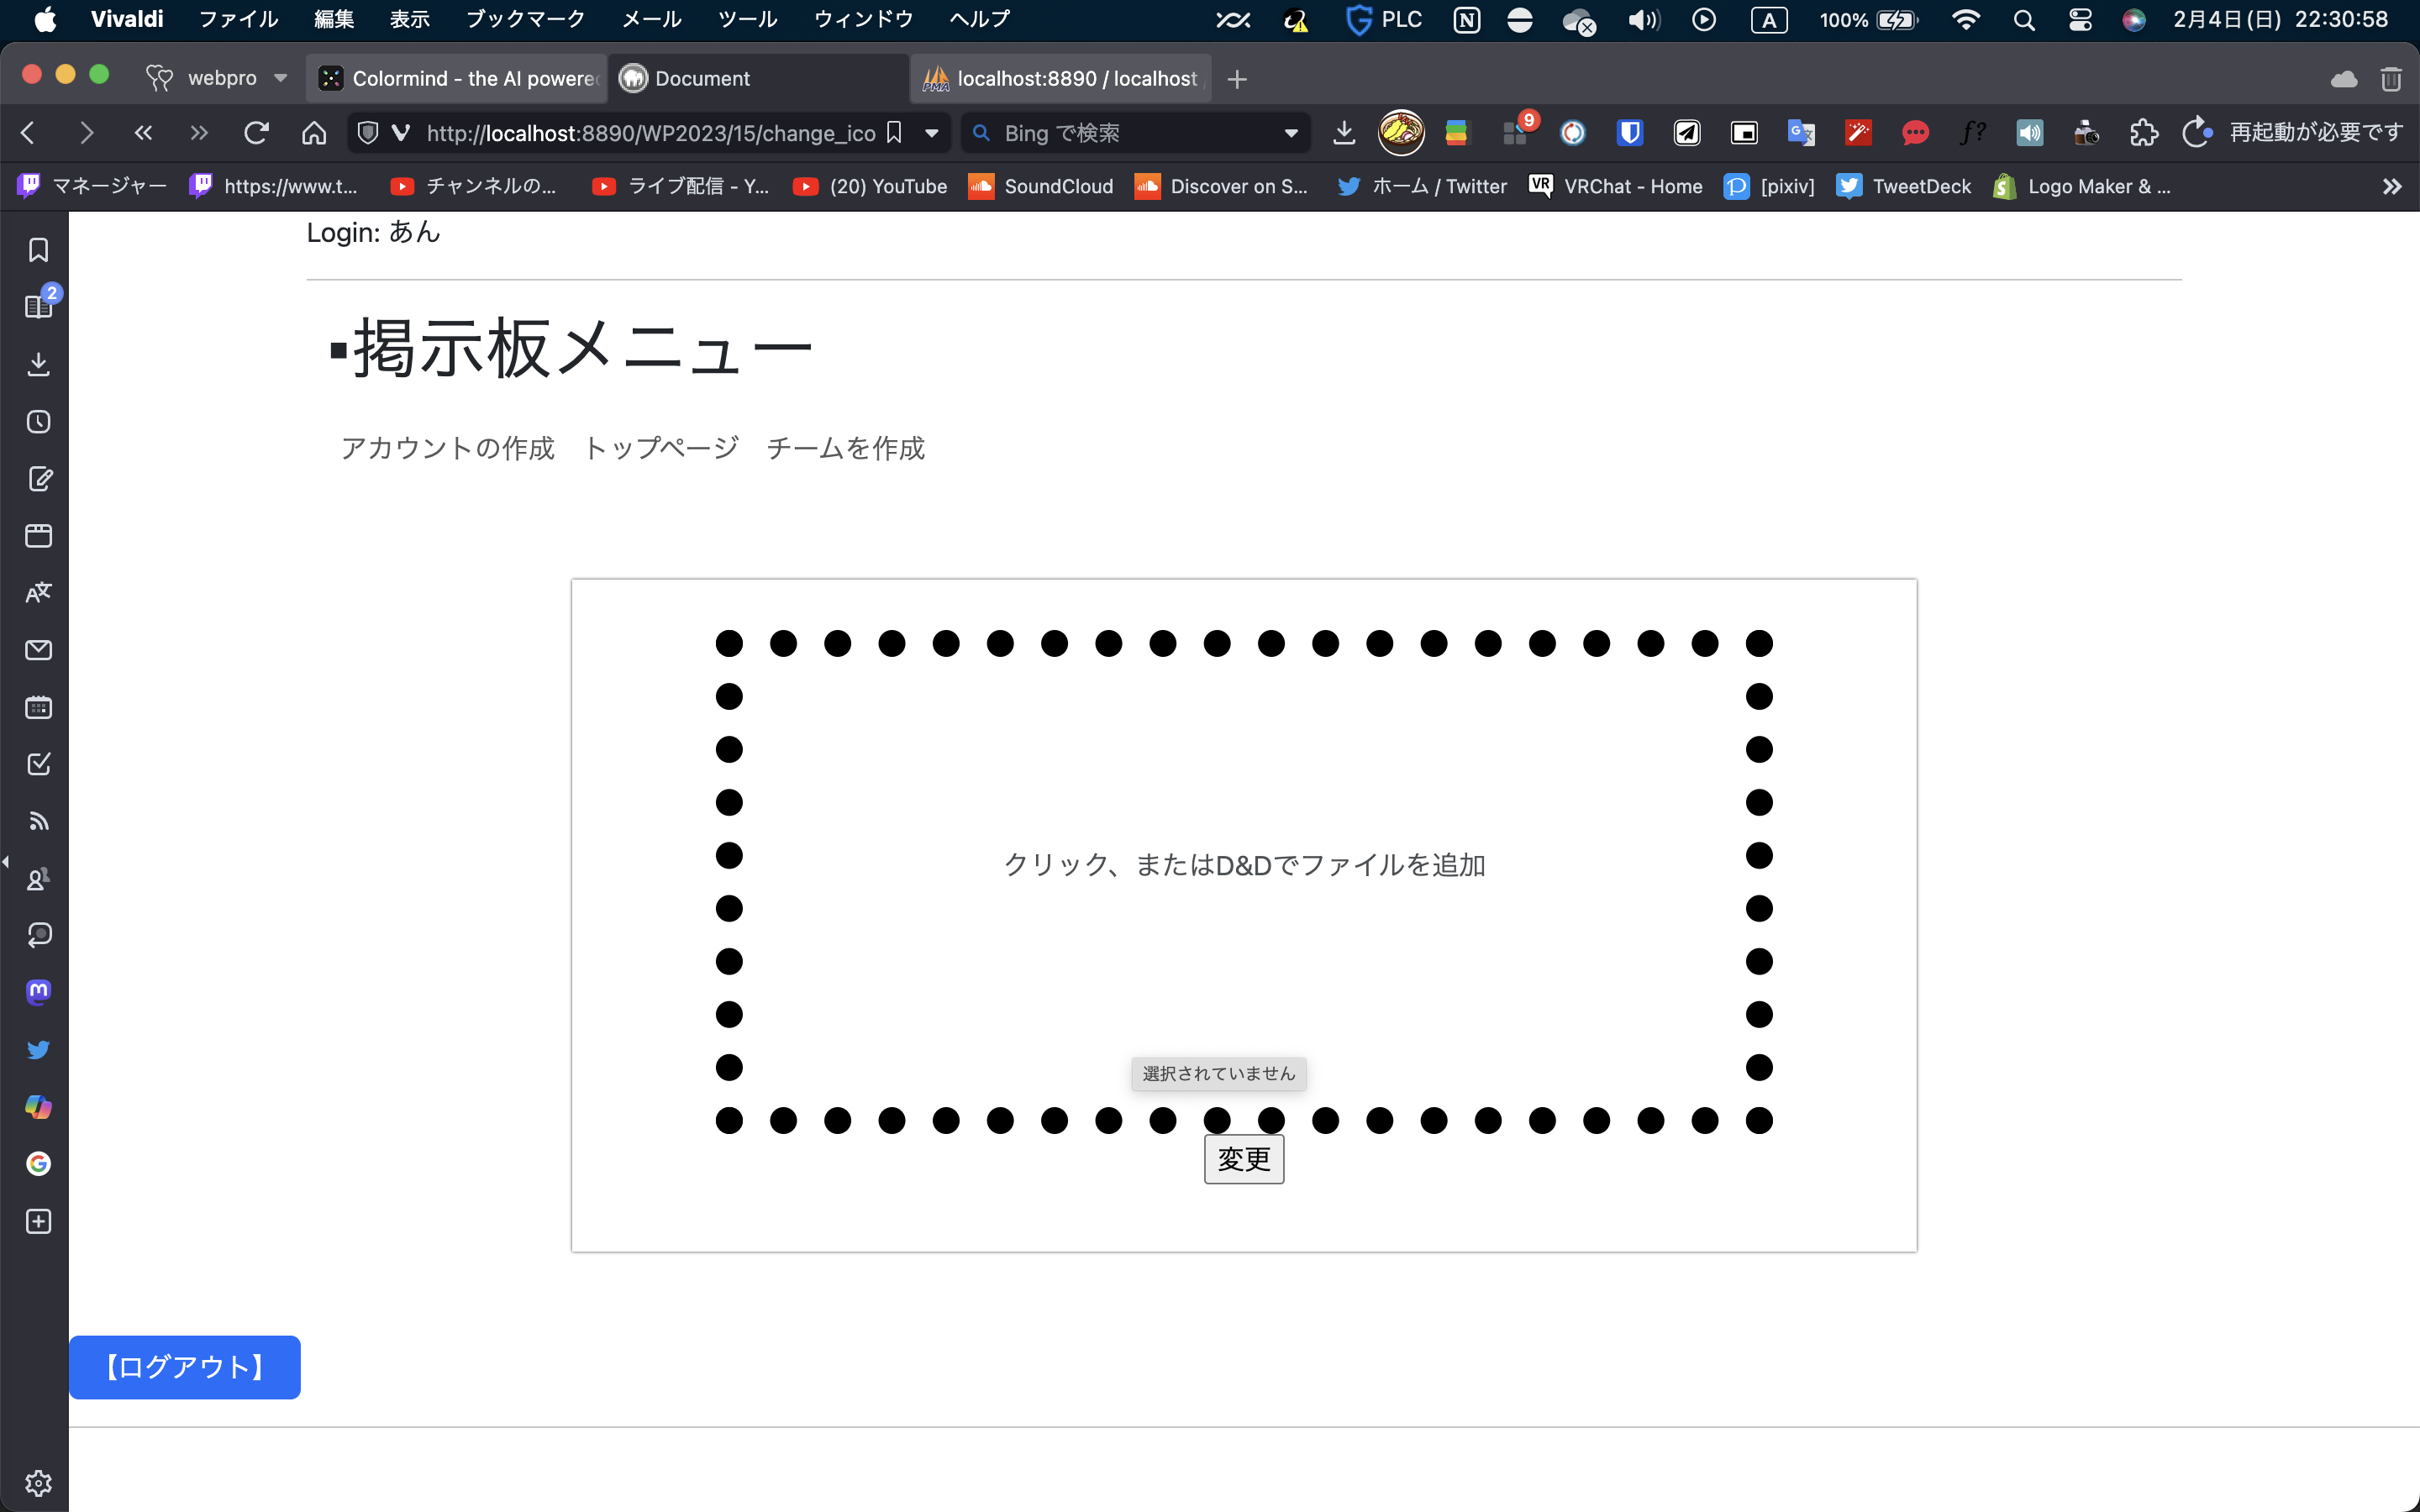 Vivaldi ファイル 編集 表示 ブックマーク メール ツール ウィンドウ ヘルプ PLC A 100% 2月4日(日) 22:30:58
webpro Colormind - the AI powere Document localhost:8890 / localhost
http://localhost:8890/WP2023/15/change_ico Bing で検索 9 再起動が必要です
マネージャー https://www.t... チャンネルの... ライブ配信 - Y... (20) YouTube SoundCloud Discover on S... ホーム / Twitter VRChat - Home [pixiv] TweetDeck Logo Maker & ...
2
Login: あん
▪掲示板メニュー
アカウントの作成 トップページ チームを作成
クリック、またはD&Dでファイルを追加
選択されていません
変更
【ログアウト】